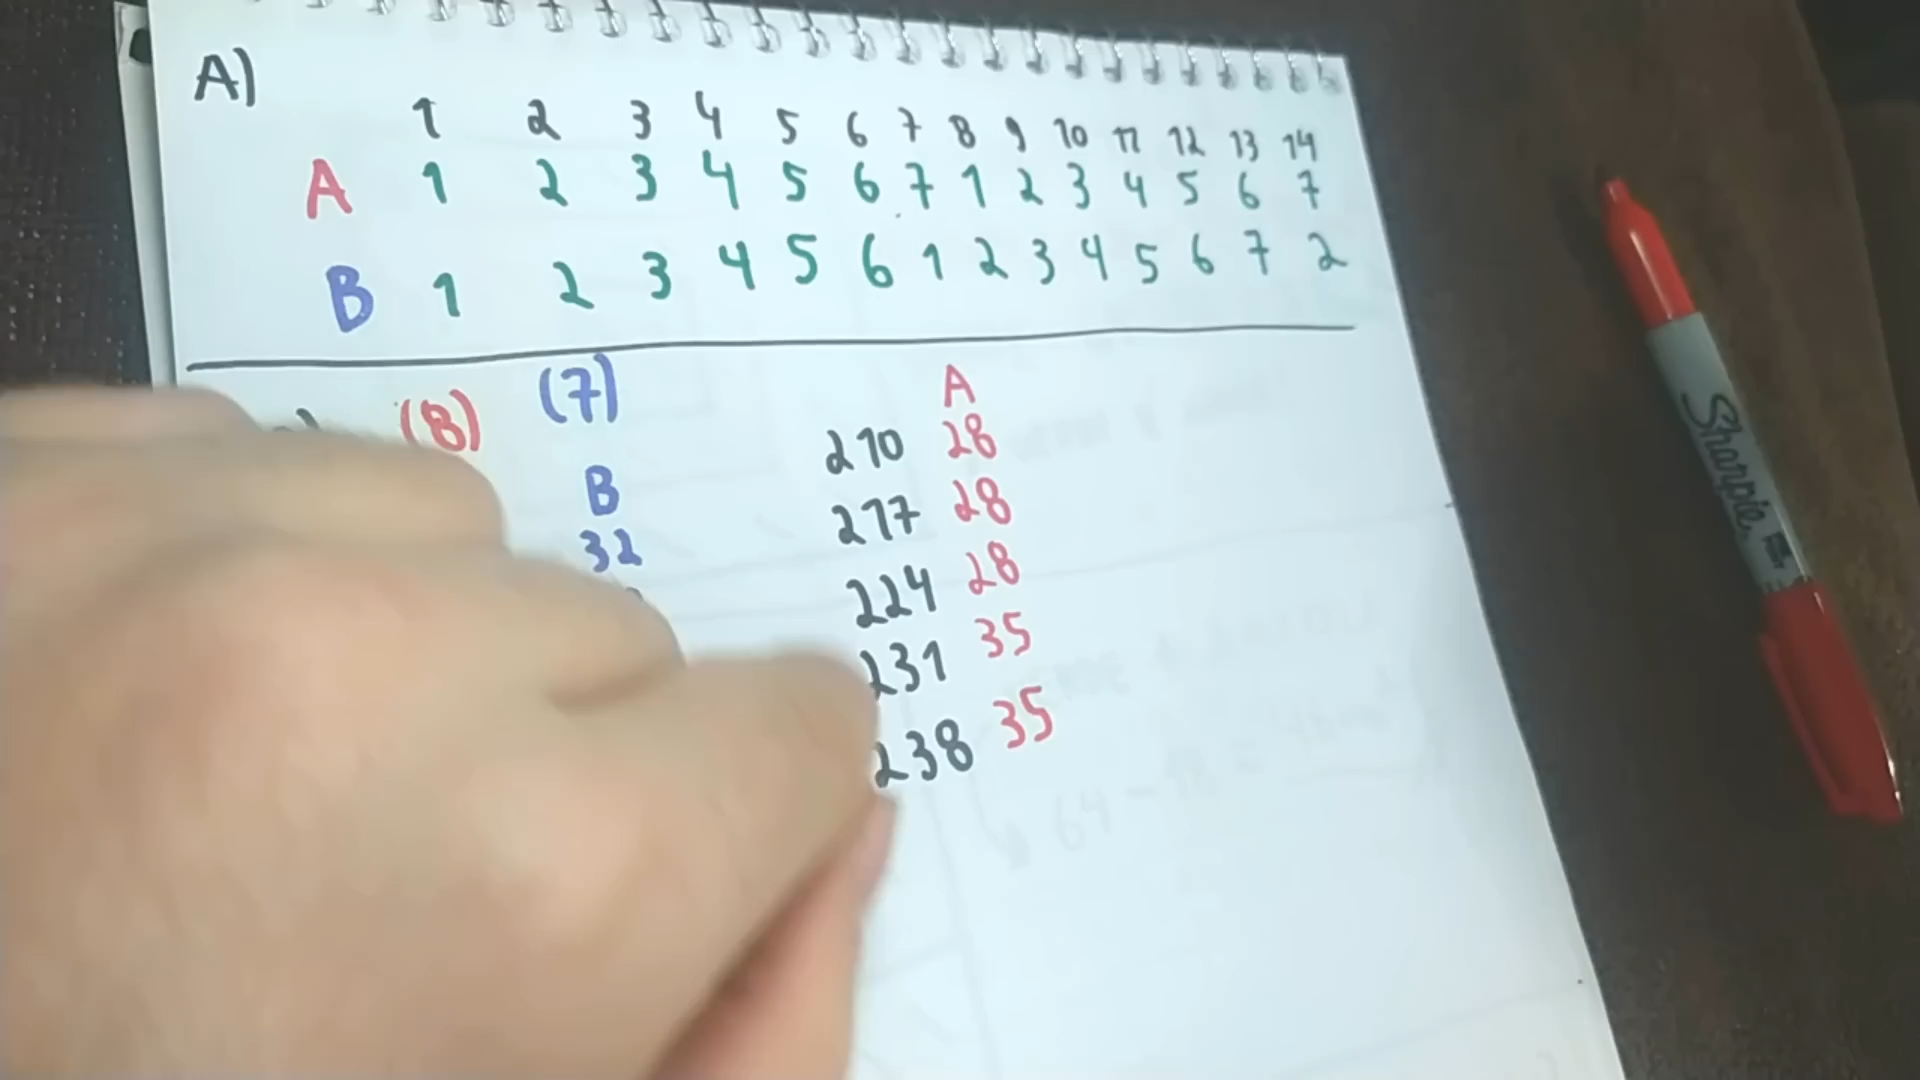 A)
1 2 3 4 5 6 7 8 9 10 11 12 13 14
A 1 2 3 4 5 6 7 1 2 3 4 5 6 7
B 1 2 3 4 5 6 1 2 3 4 5 6 7 2
(8) (7)
B
32
A
210 28
217 28
224 28
231 35
238 35
Sharpie